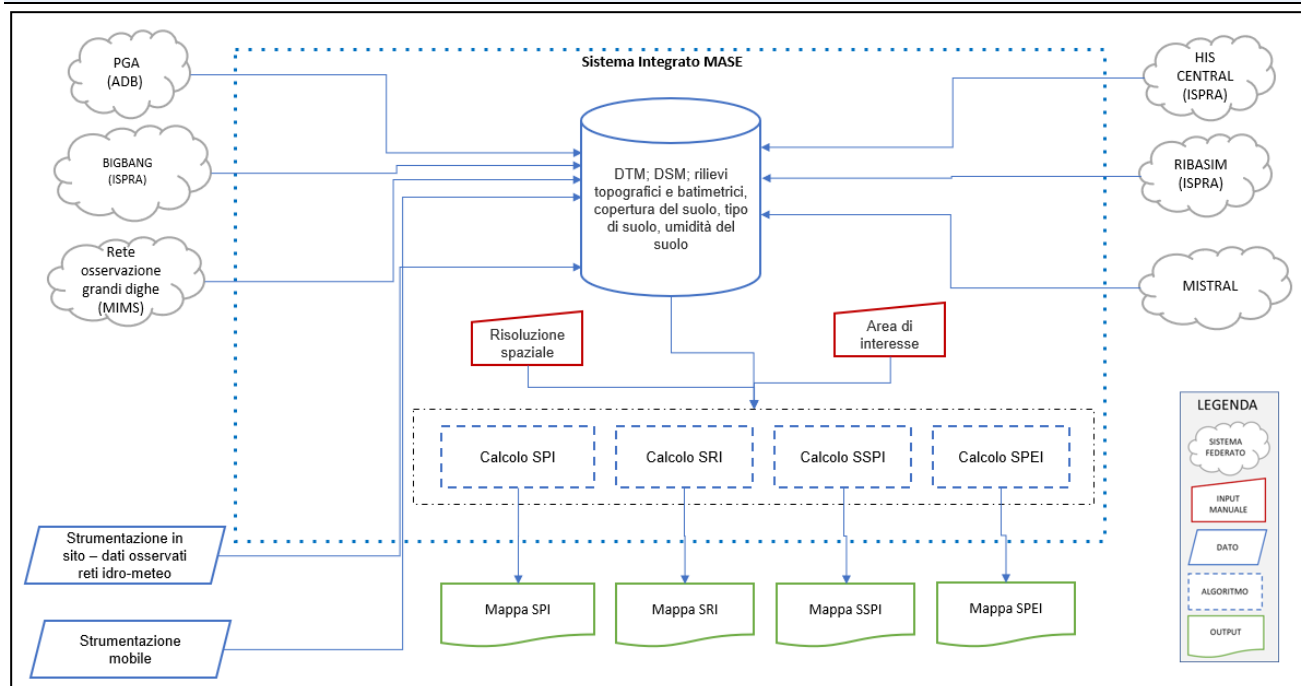 Sistema Integrato MASE
PGA
(ADB)
BIGBANG
(ISPRA)
Rete
osservazione
grandi dighe
(MIMS)
HIS
CENTRAL
(ISPRA)
RIBASIM
(ISPRA)
MISTRAL
DTM; DSM; rilievi
topografici e batimetrici,
copertura del suolo, tipo
di suolo, umidità del
suolo
Risoluzione
spaziale
Area di
interesse
Calcolo SPI
Calcolo SRI
Calcolo SSPI
Calcolo SPEI
Strumentazione in
sito – dati osservati
reti idro-meteo
Strumentazione
mobile
Mappa SPI
Mappa SRI
Mappa SSPI
Mappa SPEI
LEGENDA
SISTEMA
FEDERATO
INPUT
MANUALE
DATO
ALGORITMO
OUTPUT